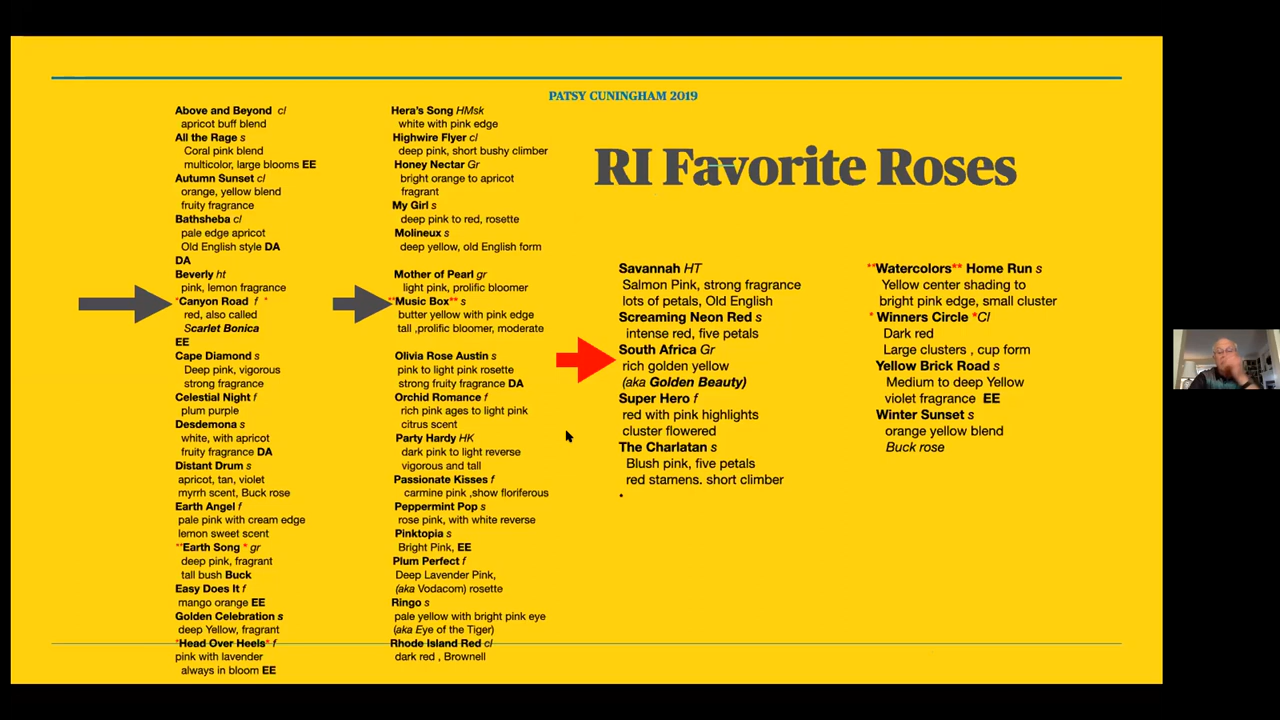 PATSY CUNINGHAM 2019
RI Favorite Roses
Above and Beyond cl
apricot buff blend
All the Rage s
Coral pink blend
multicolor, large blooms EE
Autumn Sunset cl
orange, yellow blend
fruity fragrance
Bathsheba cl
pale edge apricot
Old English style DA
DA
Beverly ht
pink, lemon fragrance
*Canyon Road f *
red, also called
Scarlet Bonica
EE
Cape Diamond s
Deep pink, vigorous
strong fragrance
Celestial Night f
plum purple
Desdemona s
white, with apricot
fruity fragrance DA
Distant Drum s
apricot, tan, violet
myrrh scent, Buck rose
Earth Angel f
pale pink with cream edge
lemon sweet scent
**Earth Song * gr
deep pink, fragrant
tall bush Buck
Easy Does It f
mango orange EE
Golden Celebration s
deep Yellow, fragrant
*Head Over Heels* f
pink with lavender
always in bloom EE
Hera's Song HMsk
white with pink edge
Highwire Flyer cl
deep pink, short bushy climber
Honey Nectar Gr
bright orange to apricot
fragrant
My Girl s
deep pink to red, rosette
Molineux s
deep yellow, old English form
Mother of Pearl gr
light pink, prolific bloomer
**Music Box** s
butter yellow with pink edge
tall ,prolific bloomer, moderate
Olivia Rose Austin s
pink to light pink rosette
strong fruity fragrance DA
Orchid Romance f
rich pink ages to light pink
citrus scent
Party Hardy HK
dark pink to light reverse
vigorous and tall
Passionate Kisses f
carmine pink ,show floriferous
Peppermint Pop s
rose pink, with white reverse
Pinktopia s
Bright Pink, EE
Plum Perfect f
Deep Lavender Pink,
(aka Vodacom) rosette
Ringo s
pale yellow with bright pink eye
(aka Eye of the Tiger)
Rhode Island Red cl
dark red , Brownell
Savannah HT
Salmon Pink, strong fragrance
lots of petals, Old English
Screaming Neon Red s
intense red, five petals
South Africa Gr
rich golden yellow
(aka Golden Beauty)
Super Hero f
red with pink highlights
cluster flowered
The Charlatan s
Blush pink, five petals
red stamens. short climber
•
**Watercolors** Home Run s
Yellow center shading to
bright pink edge, small cluster
* Winners Circle *Cl
Dark red
Large clusters , cup form
Yellow Brick Road s
Medium to deep Yellow
violet fragrance EE
Winter Sunset s
orange yellow blend
Buck rose